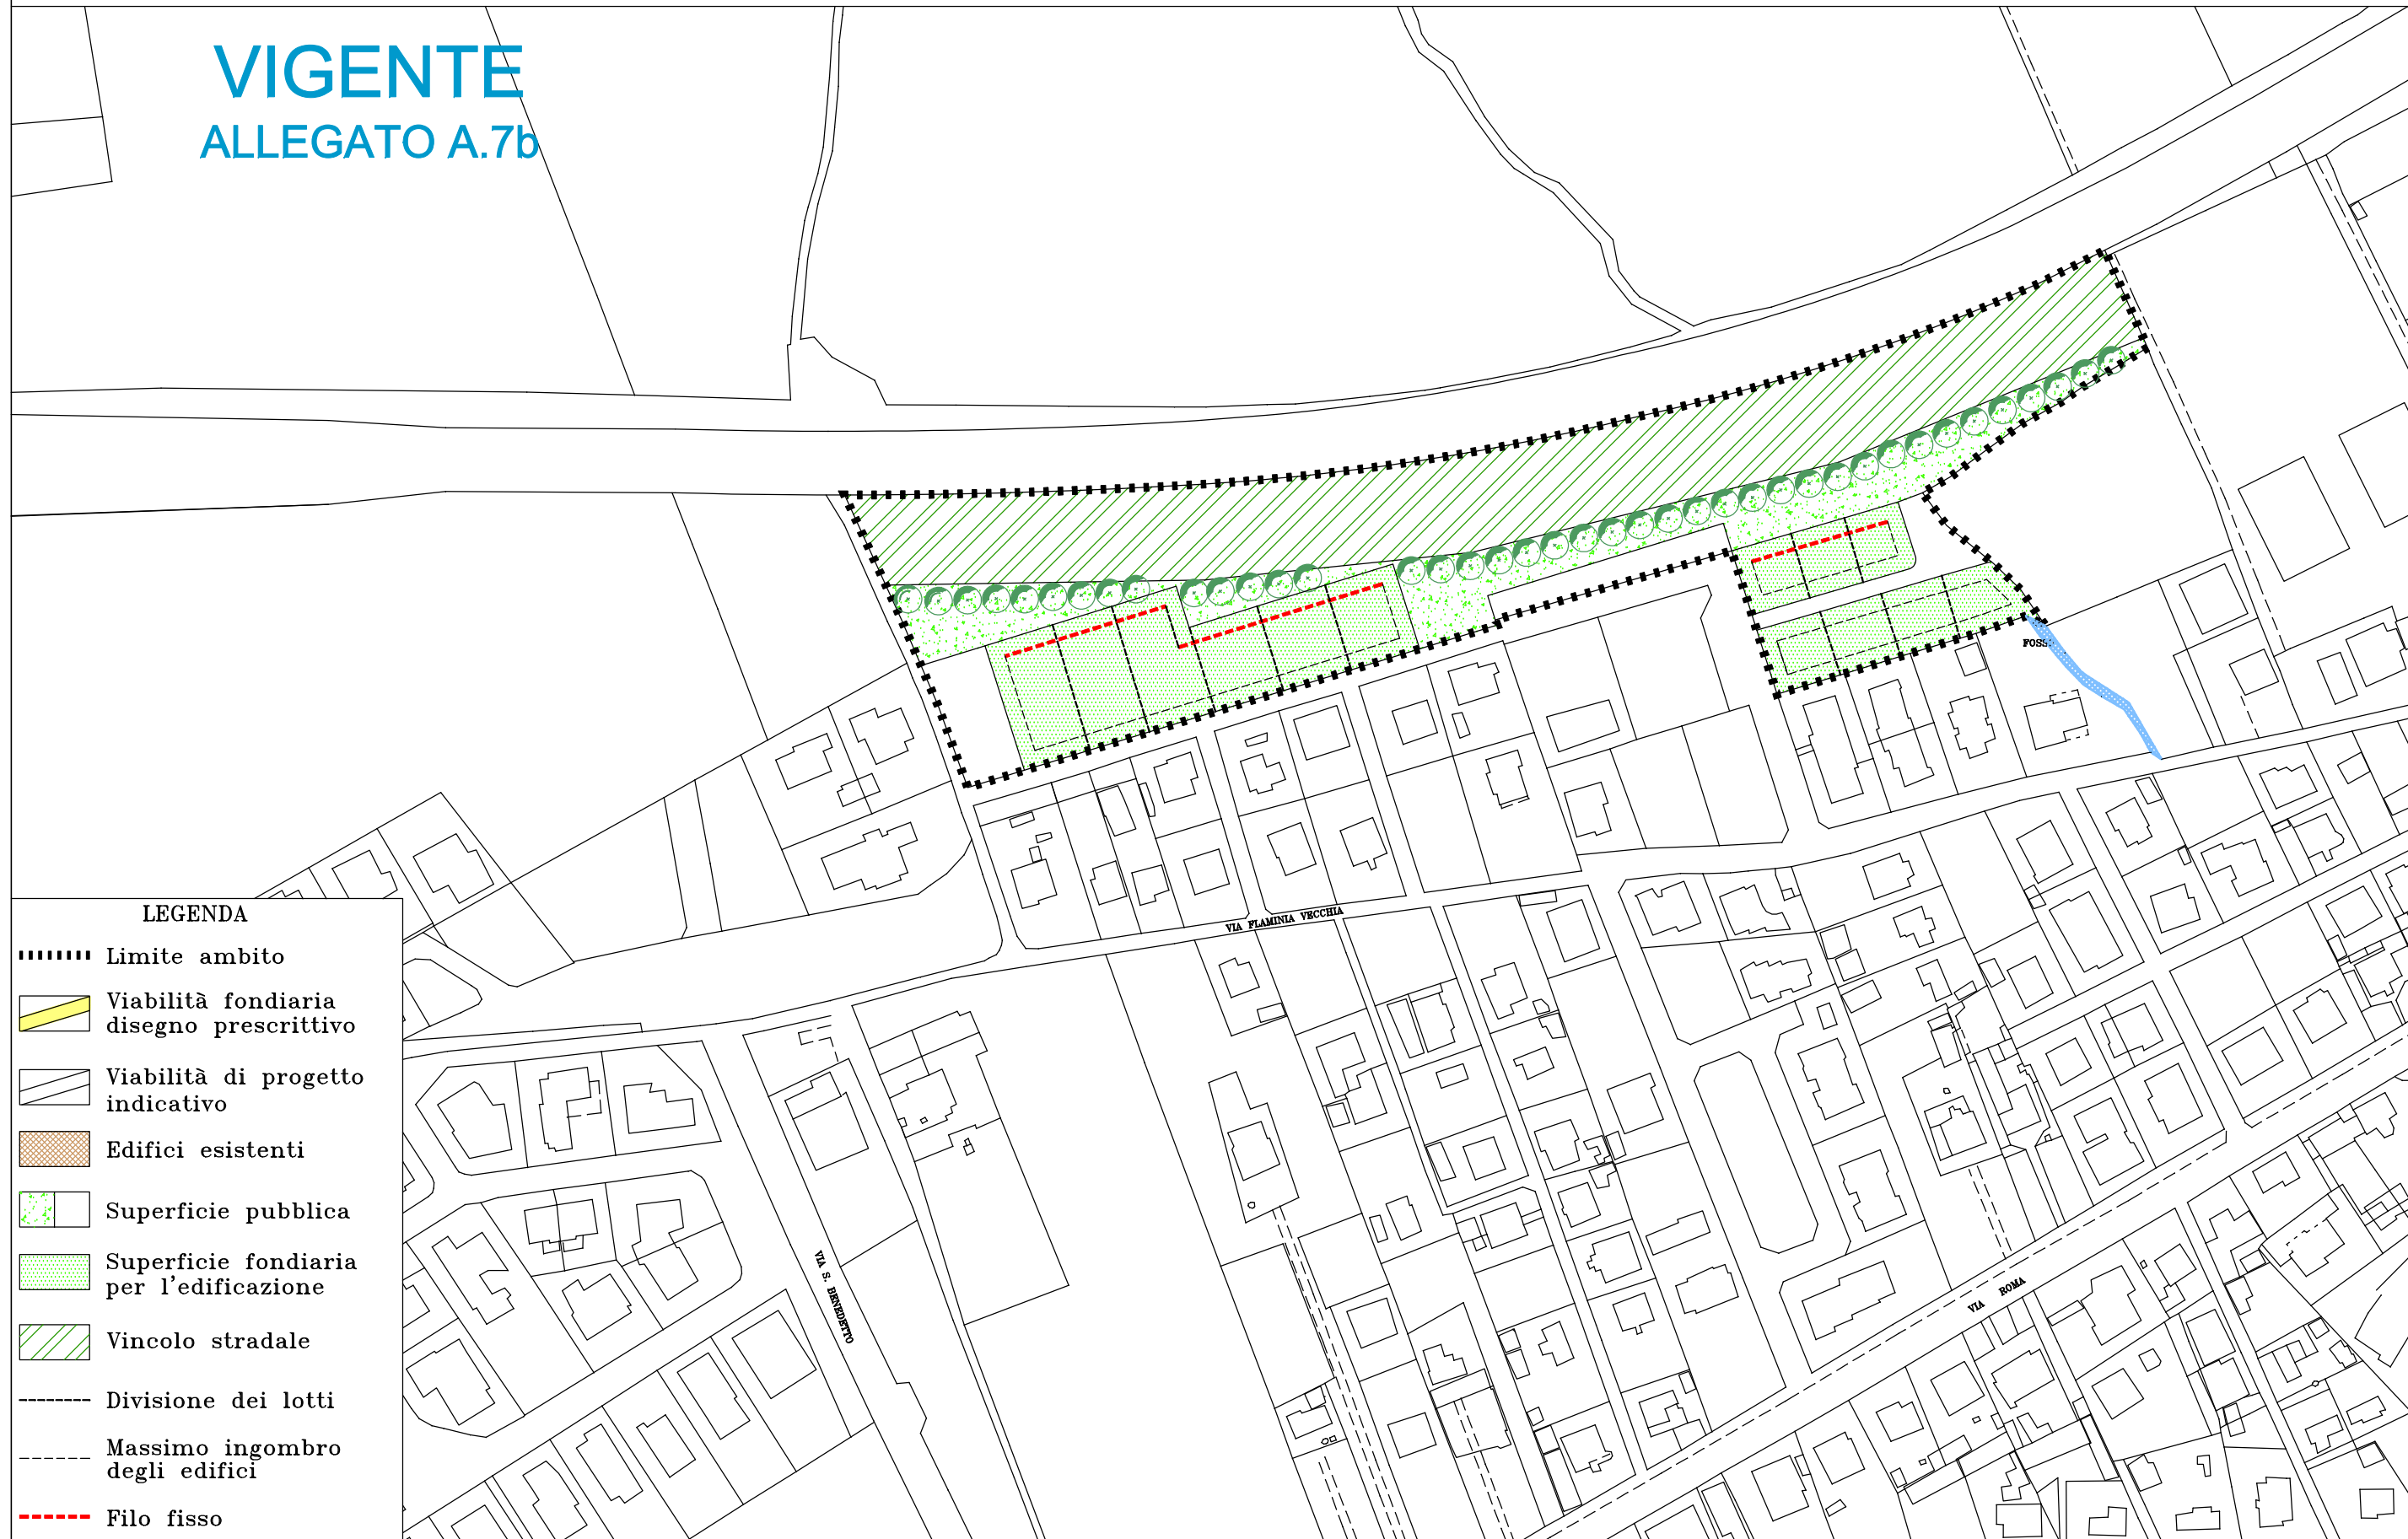 VIGENTE
ALLEGATO A.7b
FOSS
VIA FLAMINIA VECCHIA
VIA S. BENEDETTO
VIA ROMA
LEGENDA
Limite ambito
Viabilità fondiaria
disegno prescrittivo
Viabilità di progetto
indicativo
Edifici esistenti
Superficie pubblica
Superficie fondiaria
per l'edificazione
Vincolo stradale
Divisione dei lotti
Massimo ingombro
degli edifici
Filo fisso